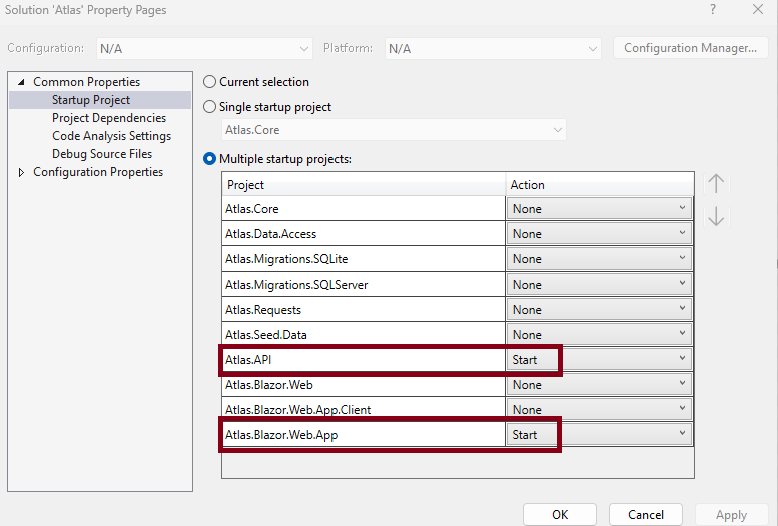 Solution 'Atlas' Property Pages ?
Configuration: N/A Platform: N/A Configuration Manager...
Common Properties
Startup Project
Project Dependencies
Code Analysis Settings
Debug Source Files
Configuration Properties
Current selection
Single startup project
Atlas.Core
Multiple startup projects:
Project Action
Atlas.Core None
Atlas.Data.Access None
Atlas.Migrations.SQLite None
Atlas.Migrations.SQLServer None
Atlas.Requests None
Atlas.Seed.Data None
Atlas.API Start
Atlas.Blazor.Web None
Atlas.Blazor.Web.App.Client None
Atlas.Blazor.Web.App Start
OK Cancel Apply